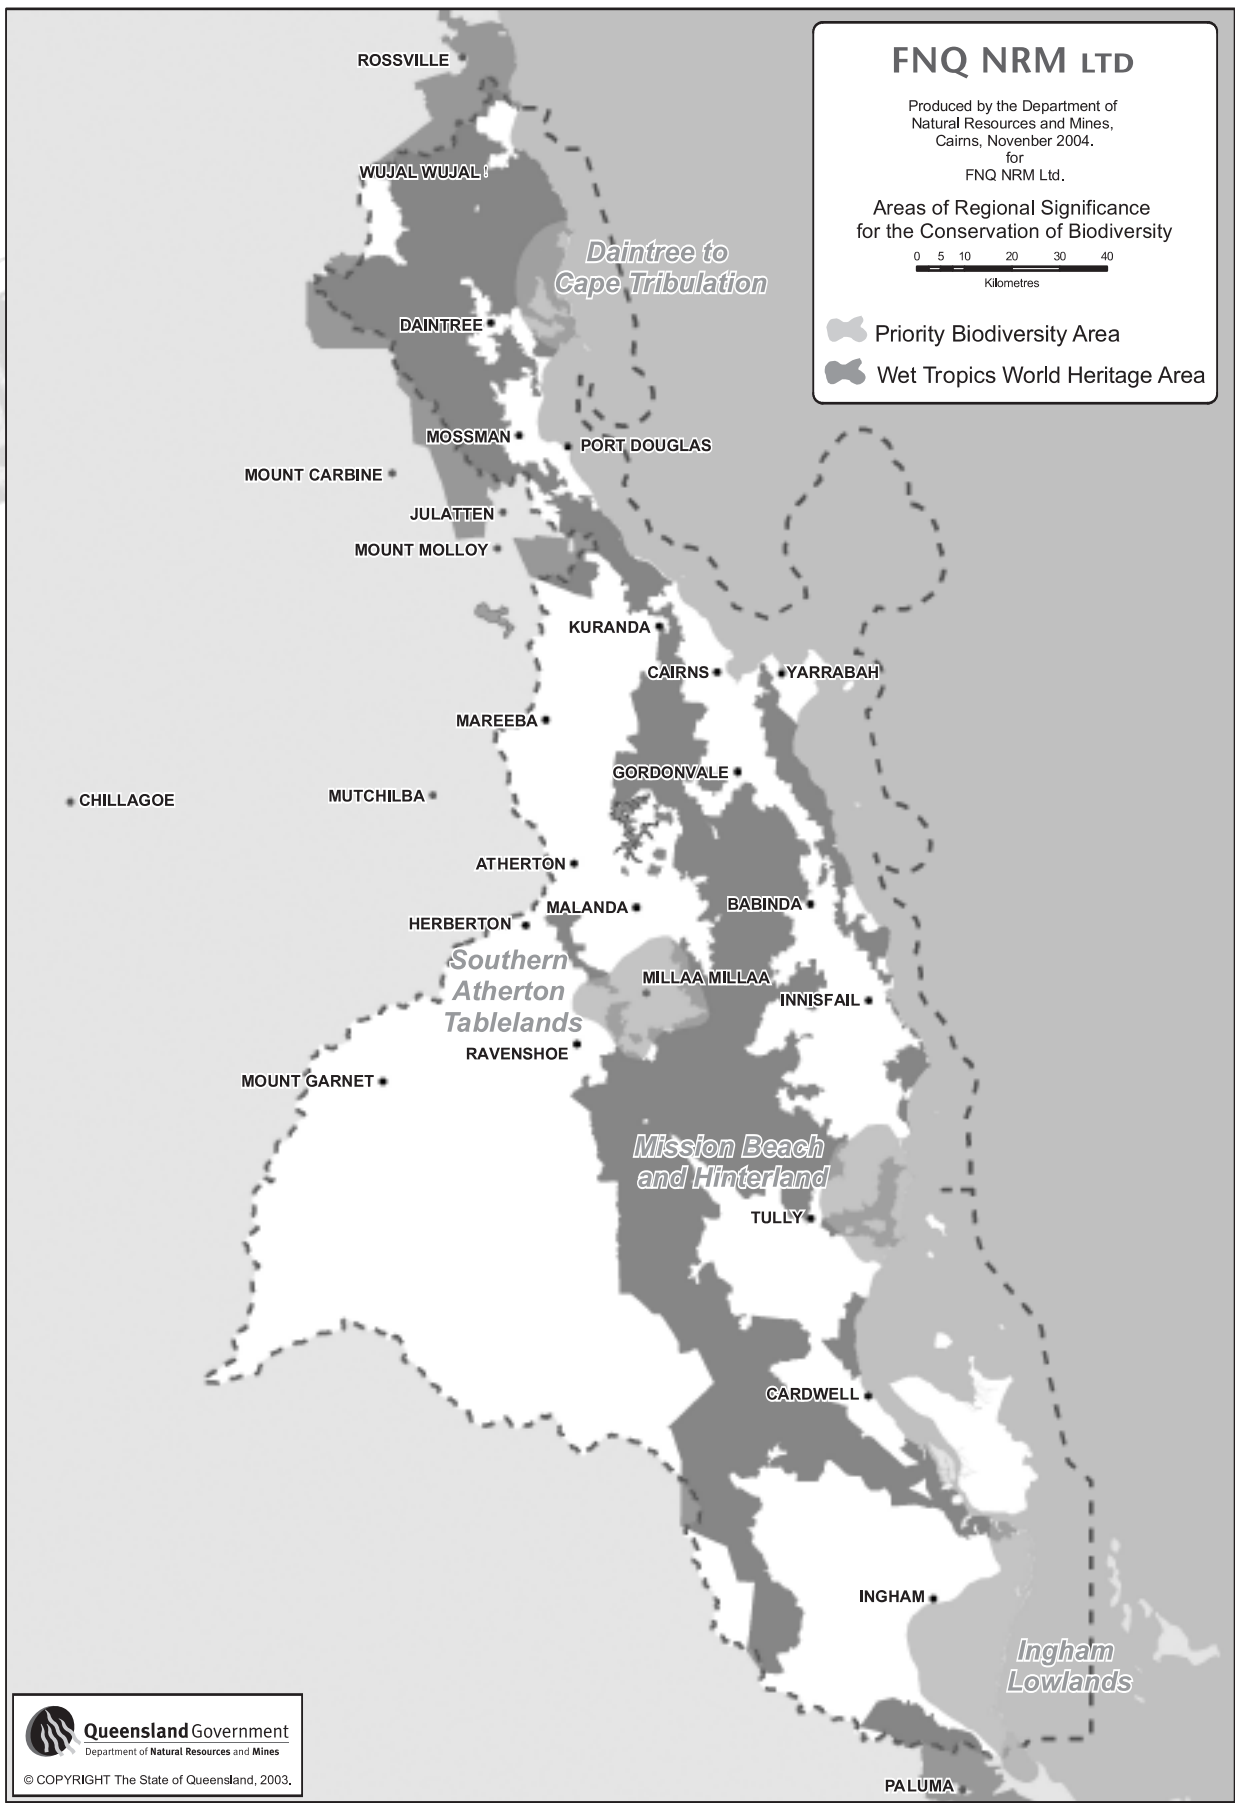 FNQ NRM LTD
Produced by the Department of
Natural Resources and Mines,
Cairns, Novenber 2004.
for
FNQ NRM Ltd.
Areas of Regional Significance
for the Conservation of Biodiversity
0 5 10 20 30 40
Kilometres
Priority Biodiversity Area
Wet Tropics World Heritage Area
ROSSVILLE
WUJAL WUJAL
Daintree to
Cape Tribulation
DAINTREE
MOSSMAN
PORT DOUGLAS
MOUNT CARBINE
JULATTEN
MOUNT MOLLOY
KURANDA
CAIRNS
YARRABAH
MAREEBA
GORDONVALE
CHILLAGOE
MUTCHILBA
ATHERTON
MALANDA
BABINDA
HERBERTON
Southern
Atherton
Tablelands
MILLAA MILLAA
INNISFAIL
RAVENSHOE
MOUNT GARNET
Mission Beach
and Hinterland
TULLY
CARDWELL
INGHAM
Ingham
Lowlands
PALUMA
Queensland Government
Department of Natural Resources and Mines
© COPYRIGHT The State of Queensland, 2003.